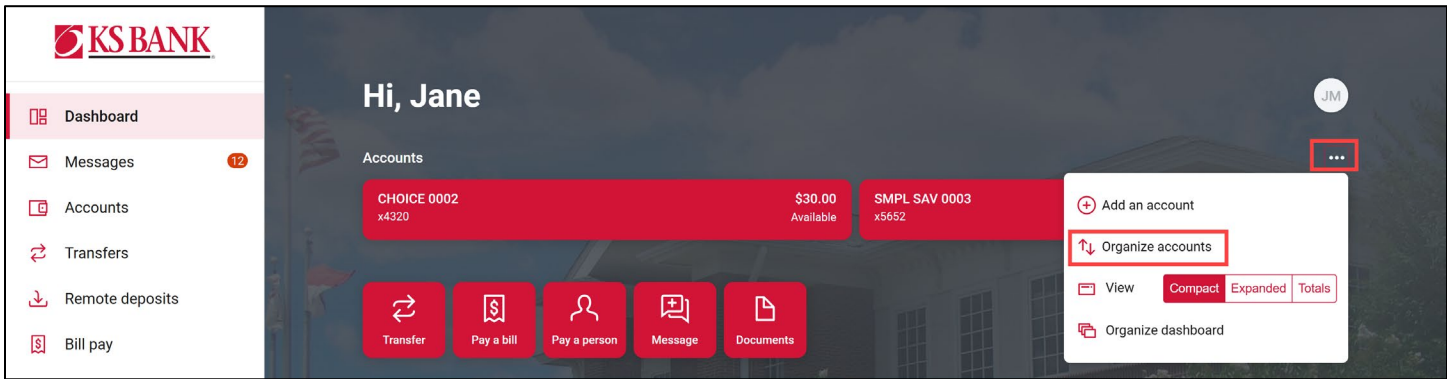 KS BANK
Dashboard
Messages 12
Accounts
Transfers
Remote deposits
Bill pay
Hi, Jane
JM
Accounts
•••
CHOICE 0002 $30.00
x4320 Available
SMPL SAV 0003
x5652
Add an account
Organize accounts
View Compact Expanded Totals
Organize dashboard
Transfer Pay a bill Pay a person Message Documents